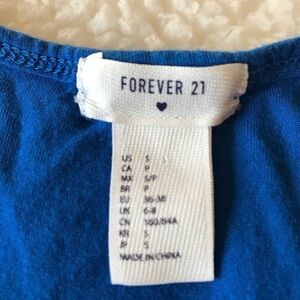 FOREVER 21
US S
CA P
MX S/P
BR P
EU 36-38
UK 6-8
CN 160/84A
KR S
JP S
MADE IN CHINA